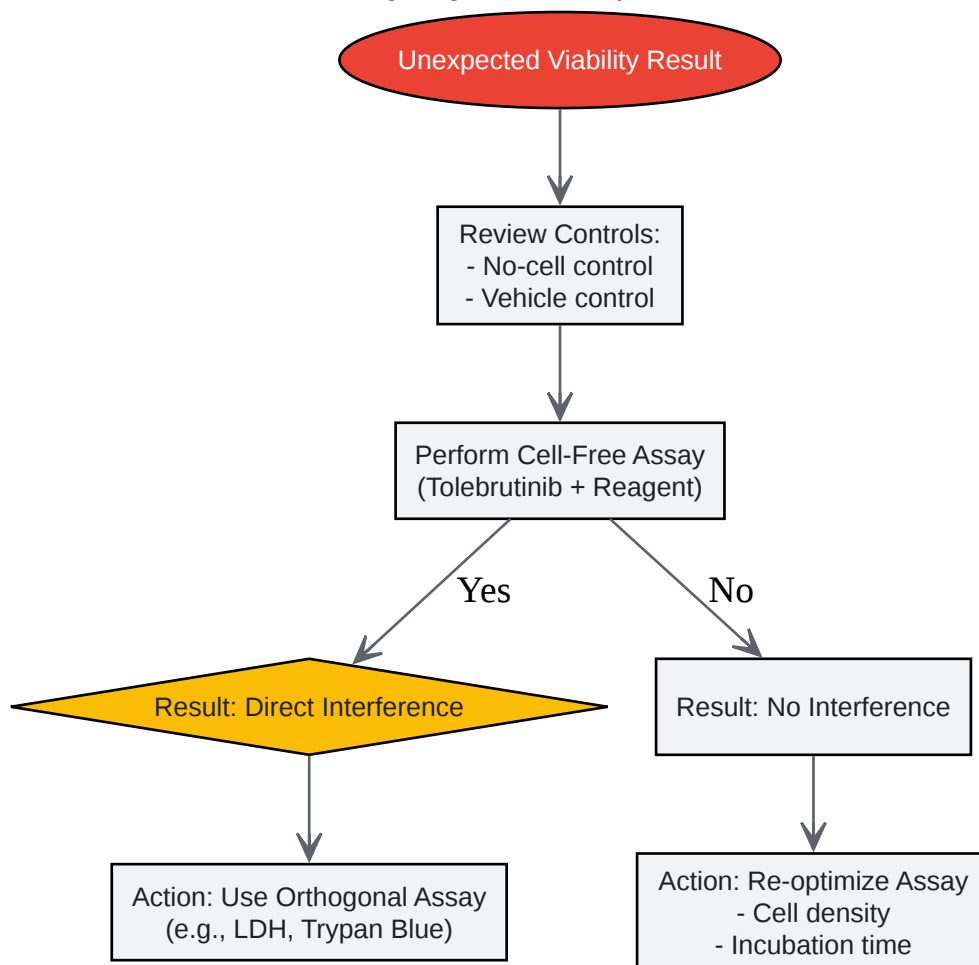 Unexpected Viability Result
Review Controls:
- No-cell control
- Vehicle control
Perform Cell-Free Assay
(Tolebrutinib + Reagent)
Yes
No
Result: Direct Interference
Result: No Interference
Action: Use Orthogonal Assay
(e.g., LDH, Trypan Blue)
Action: Re-optimize Assay
- Cell density
- Incubation time